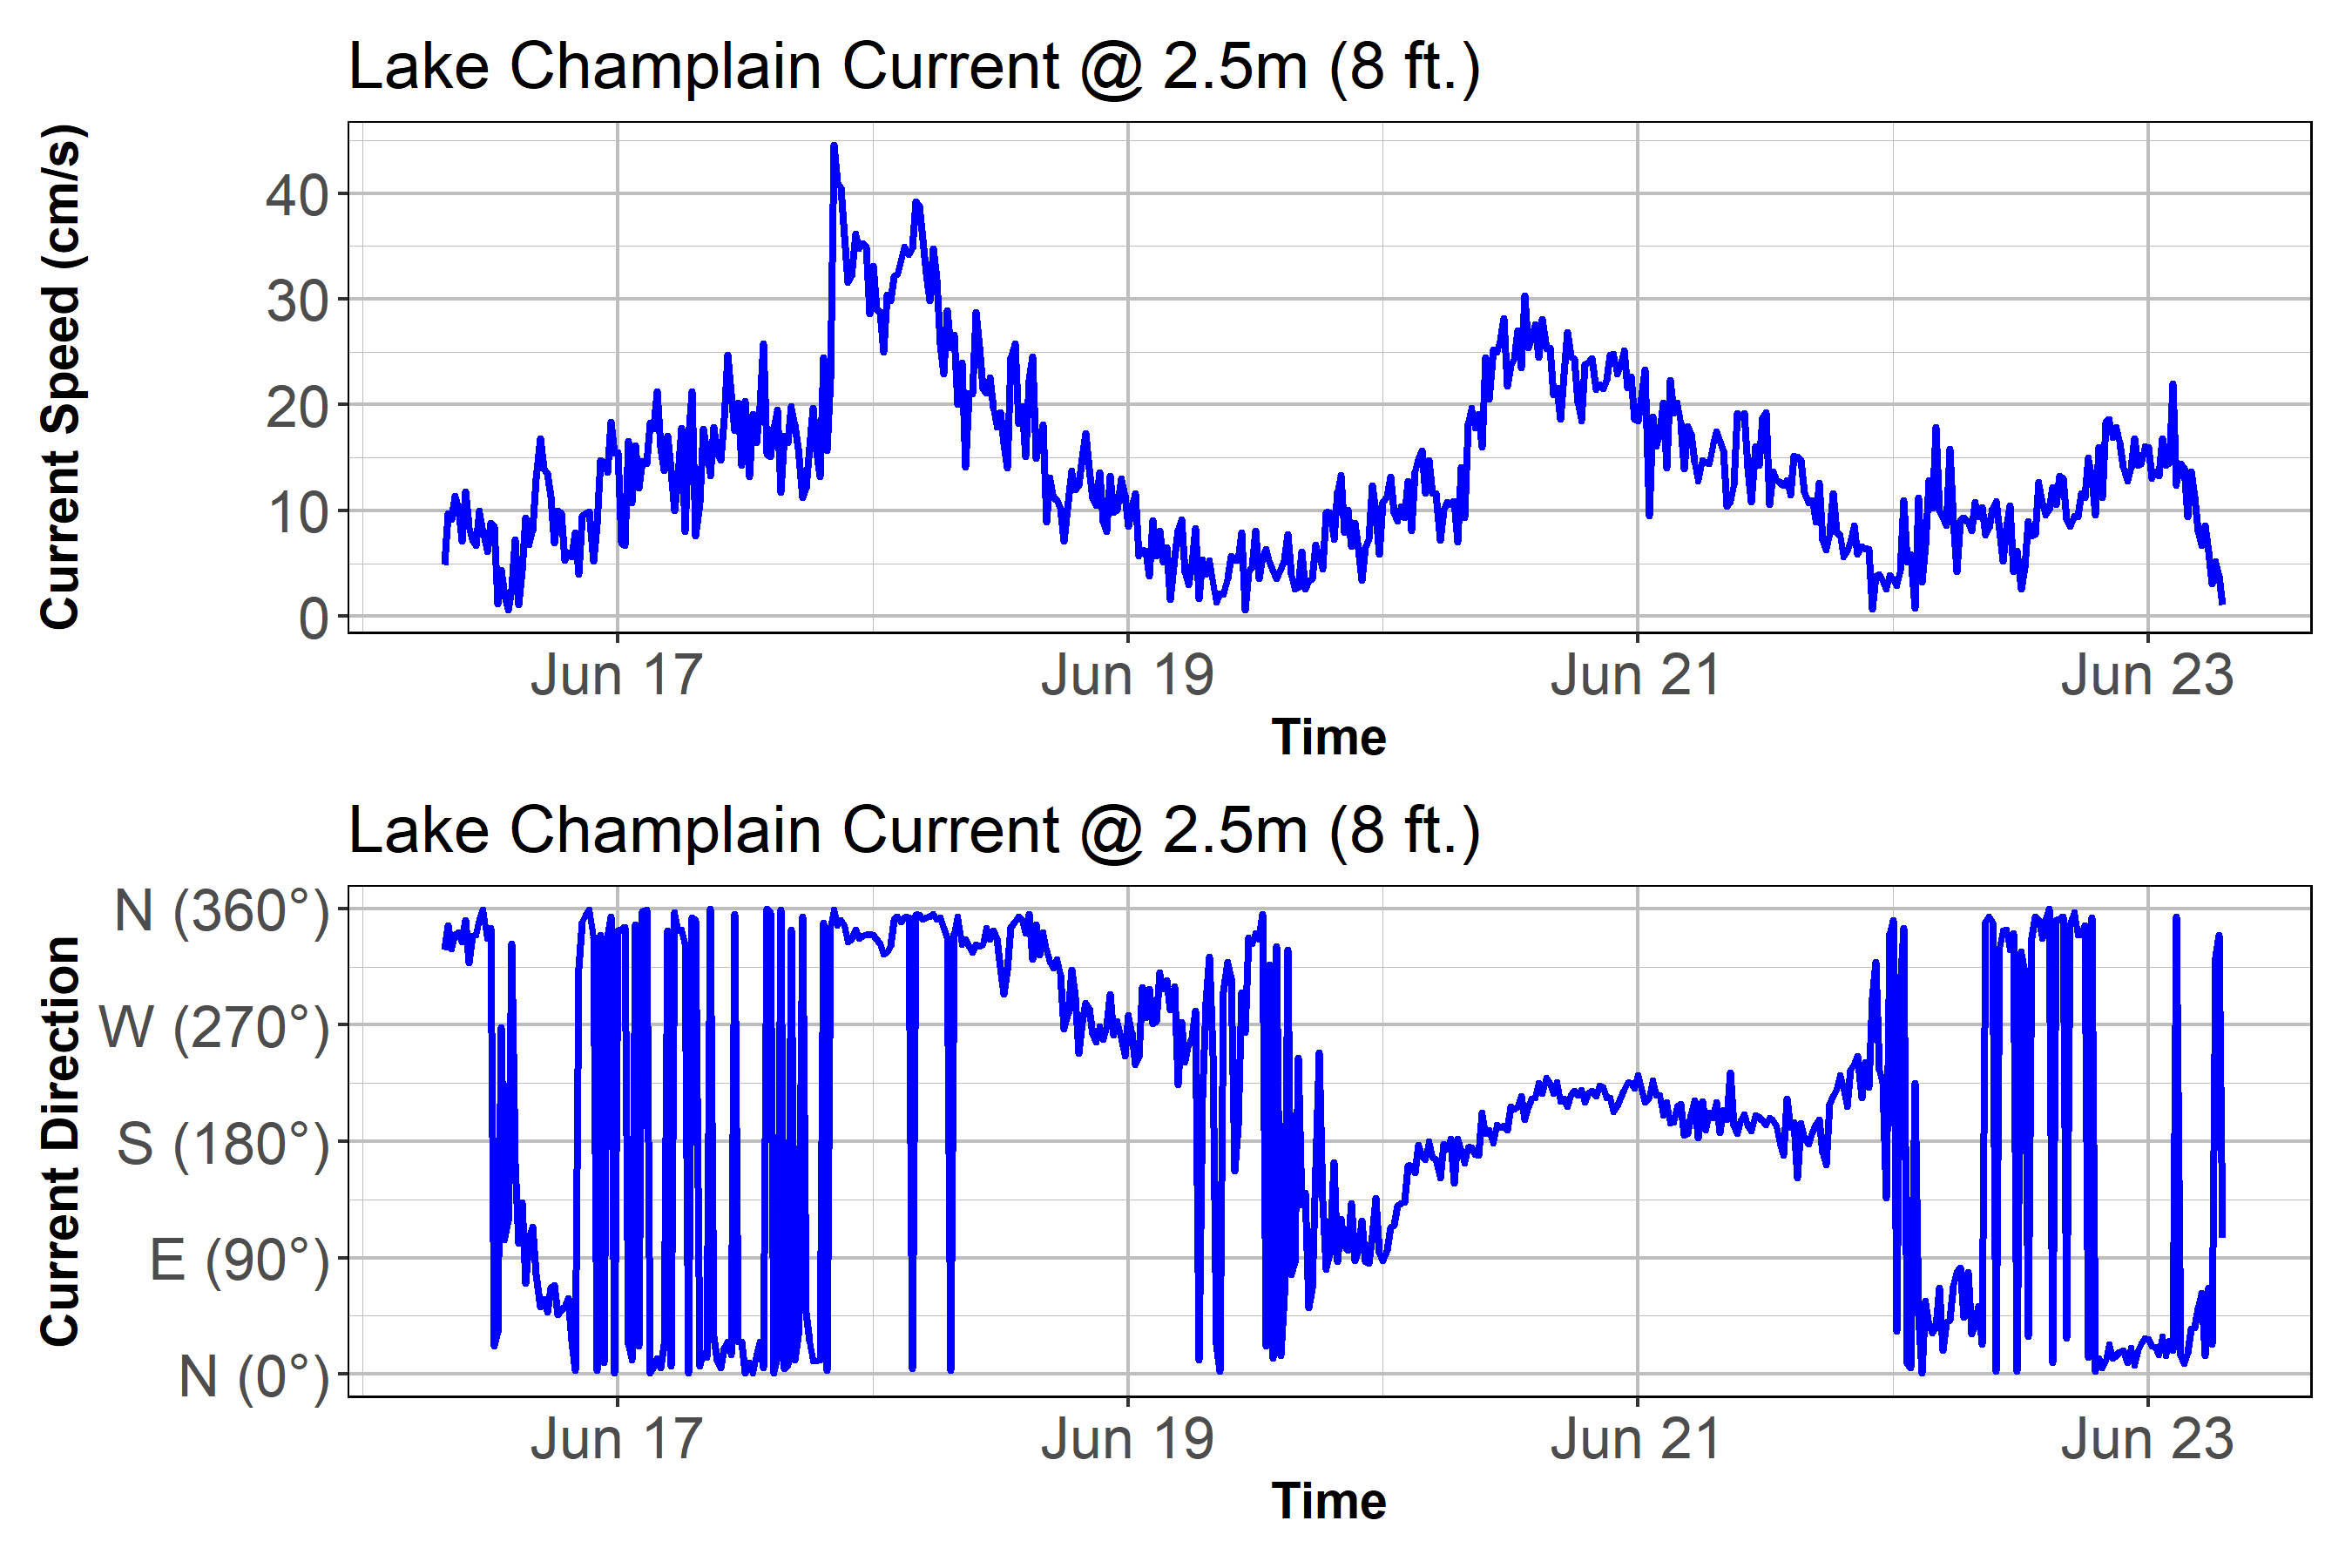 Lake Champlain Current @ 2.5m (8 ft.)
Current Speed (cm/s)
40
30
20
10
0
Jun 17 Jun 19 Jun 21 Jun 23
Time
Lake Champlain Current @ 2.5m (8 ft.)
Current Direction
N (360°)
W (270°)
S (180°)
E (90°)
N (0°)
Jun 17 Jun 19 Jun 21 Jun 23
Time